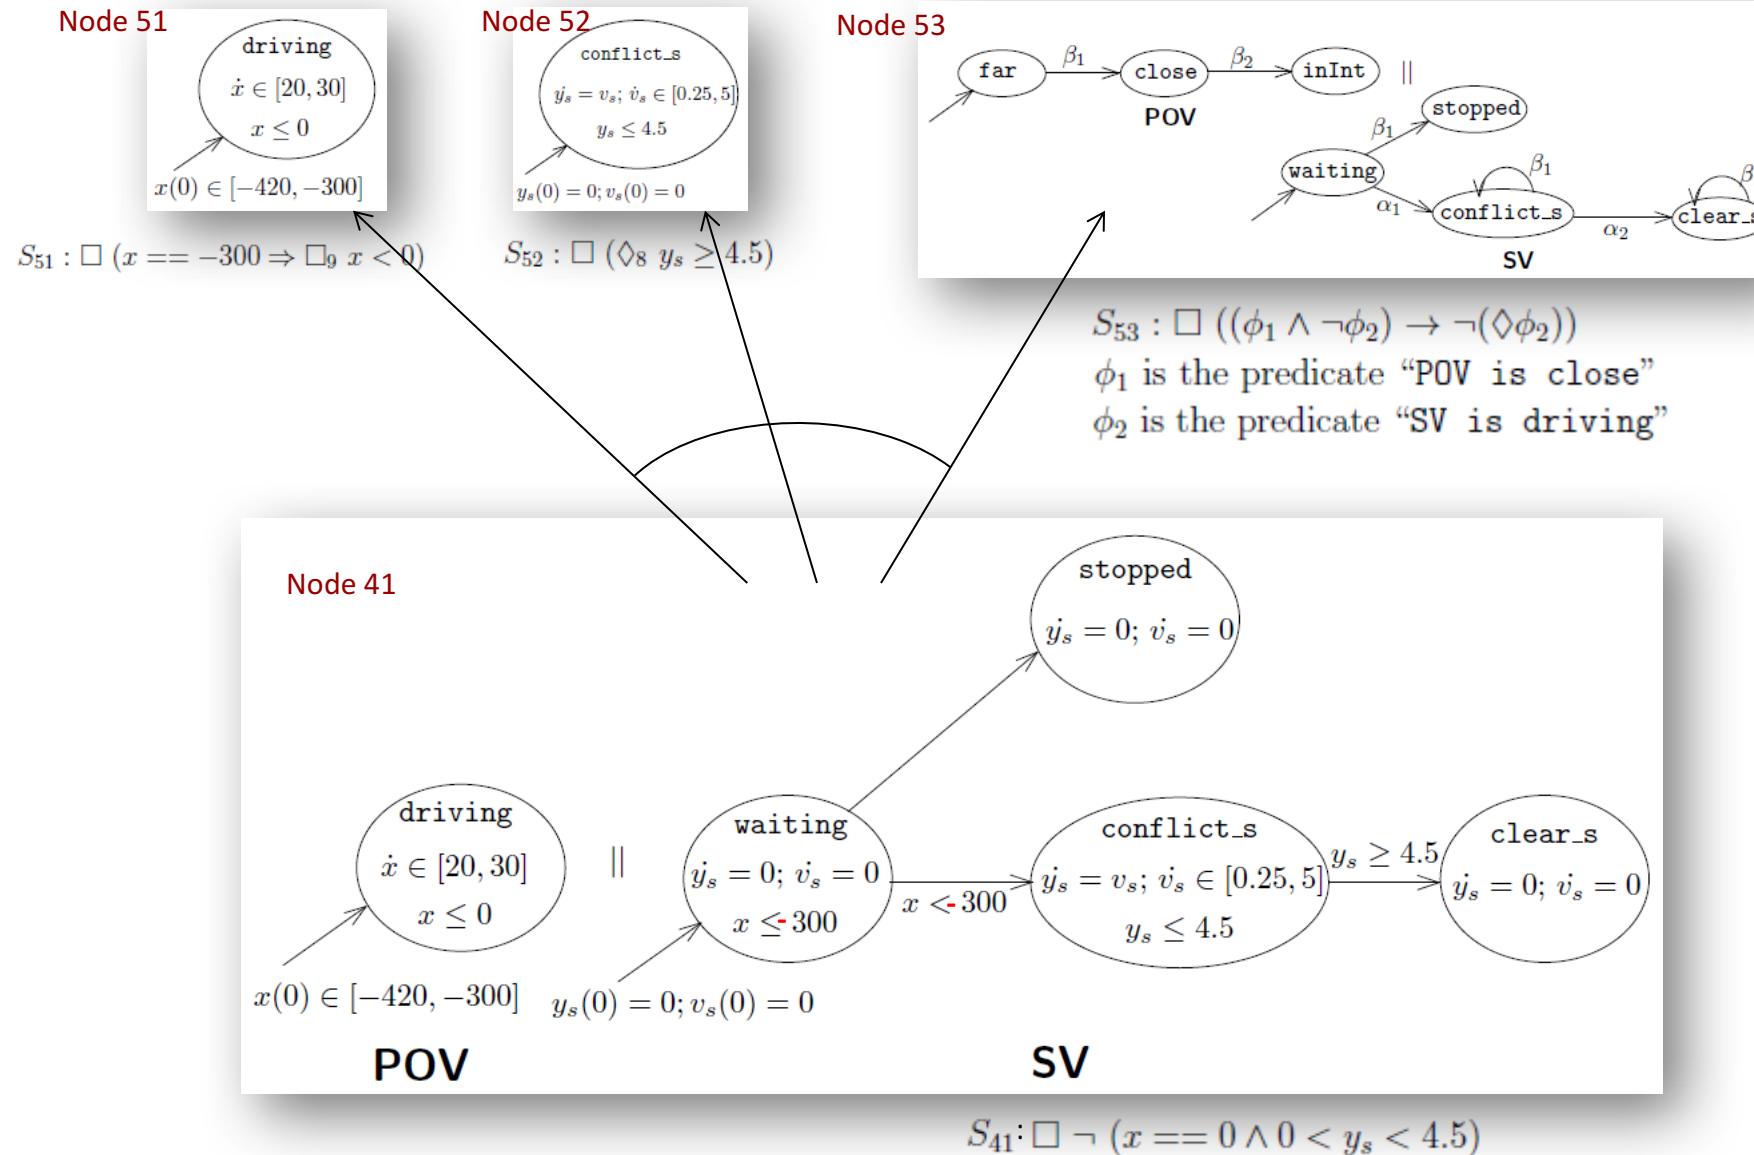 Node 51
driving
ẋ ∈ [20, 30]
x ≤ 0
x(0) ∈ [−420, −300]
S₅₁ : □ (x == −300 ⇒ □₉ x < 0)
Node 52
conflict_s
ẏₛ = vₛ; v̇ₛ ∈ [0.25, 5]
yₛ ≤ 4.5
yₛ(0) = 0; vₛ(0) = 0
S₅₂ : □ (◊₈ yₛ ≥ 4.5)
Node 53
far
β₁
close
β₂
inInt
||
POV
stopped
β₁
waiting
α₁
conflict_s
β₁
α₂
clear_s
β
SV
S₅₃ : □ ((ϕ₁ ∧ ¬ϕ₂) → ¬(◊ϕ₂))
ϕ₁ is the predicate “POV is close”
ϕ₂ is the predicate “SV is driving”
Node 41
stopped
ẏₛ = 0; v̇ₛ = 0
driving
ẋ ∈ [20, 30]
x ≤ 0
x(0) ∈ [−420, −300]
||
waiting
ẏₛ = 0; v̇ₛ = 0
x ≤ -300
yₛ(0) = 0; vₛ(0) = 0
x < -300
conflict_s
ẏₛ = vₛ; v̇ₛ ∈ [0.25, 5]
yₛ ≤ 4.5
yₛ ≥ 4.5
clear_s
ẏₛ = 0; v̇ₛ = 0
POV
SV
S₄₁: □ ¬ (x == 0 ∧ 0 < yₛ < 4.5)